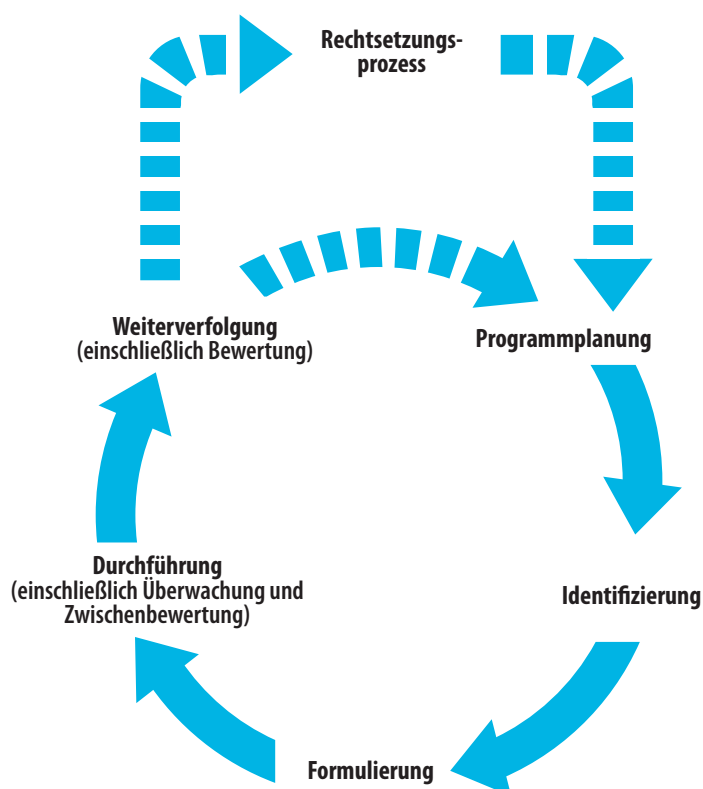 Rechtsetzungs-
prozess
Weiterverfolgung
(einschließlich Bewertung)
Programmplanung
Durchführung
(einschließlich Überwachung und
Zwischenbewertung)
Identifizierung
Formulierung